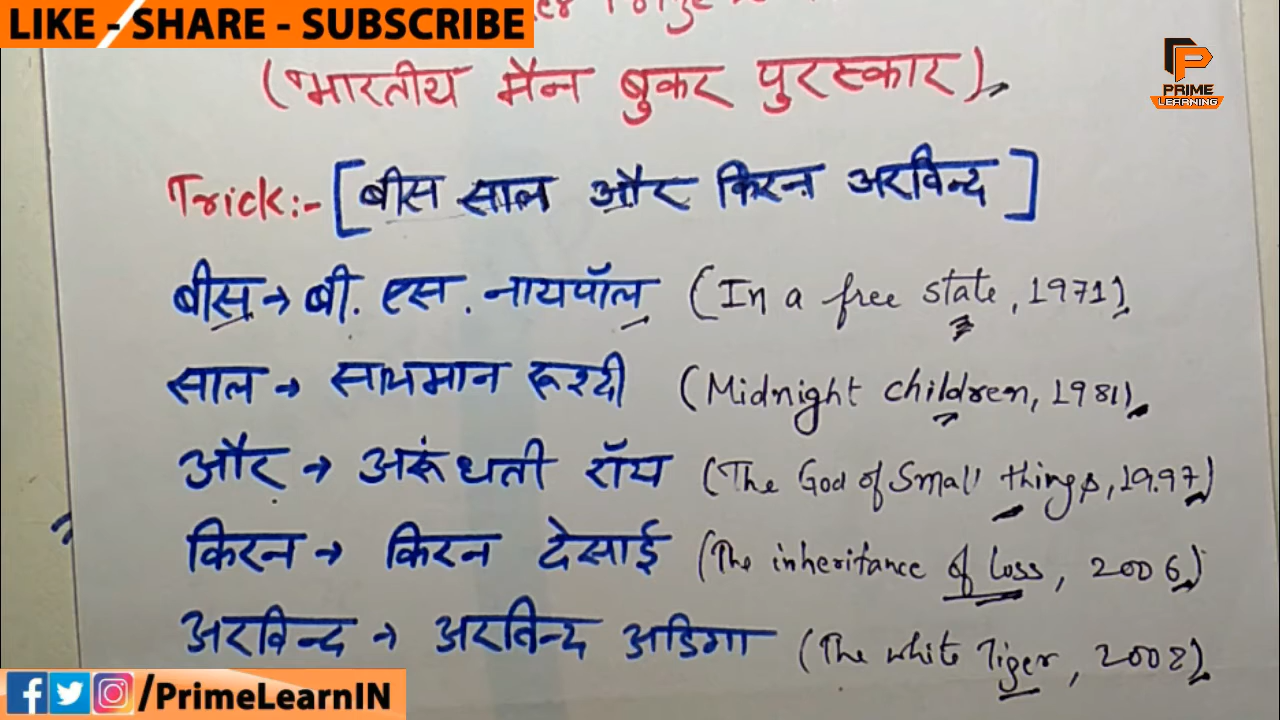 LIKE - SHARE - SUBSCRIBE
(भारतीय मैन बुकर पुरस्कार)
PRIME
LEARNING
Trick:- [बीस साल और किरन अरविन्द]
बीस → बी. एस. नायपॉल (In a free state, 1971)
साल → सायमान रूश्दी (Midnight children, 1981)
और → अरूंधती रॉय (The God of Small things, 1997)
किरन → किरन देसाई (The inheritance of loss, 2006)
अरविन्द → अरविन्द अडिगा (The white Tiger, 2008)
/PrimeLearnIN